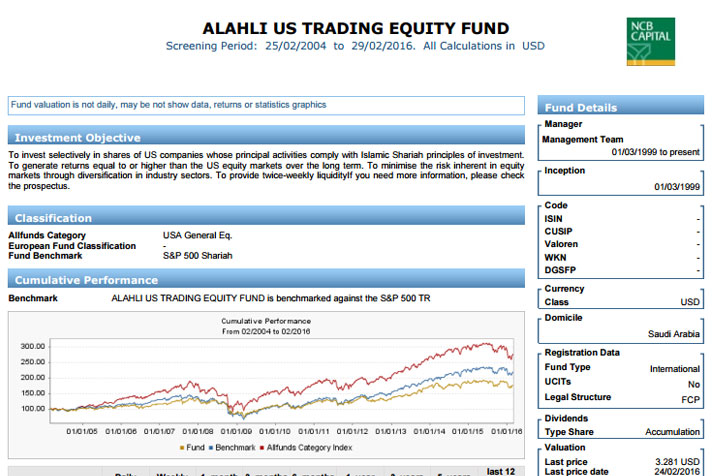 ALAHLI US TRADING EQUITY FUND
Screening Period: 25/02/2004 to 29/02/2016. All Calculations in USD
NCB
CAPITAL
Fund valuation is not daily, may be not show data, returns or statistics graphics
Investment Objective
To invest selectively in shares of US companies whose principal activities comply with Islamic Shariah principles of investment.
To generate returns equal to or higher than the US equity markets over the long term. To minimise the risk inherent in equity
markets through diversification in industry sectors. To provide twice-weekly liquidityIf you need more information, please check
the prospectus.
Classification
Allfunds Category USA General Eq.
European Fund Classification -
Fund Benchmark S&P 500 Shariah
Cumulative Performance
Benchmark ALAHLI US TRADING EQUITY FUND is benchmarked against the S&P 500 TR
Cumulative Performance
From 02/2004 to 02/2016
300.00
250.00
200.00
150.00
100.00
01/01/05 01/01/06 01/01/07 01/01/08 01/01/09 01/01/10 01/01/11 01/01/12 01/01/13 01/01/14 01/01/15 01/01/16
Fund Benchmark Allfunds Category Index
last 12
Fund Details
Manager
Management Team
01/03/1999 to present
Inception
01/03/1999
Code
ISIN -
CUSIP -
Valoren -
WKN -
DGSFP -
Currency
Class USD
Domicile
Saudi Arabia
Registration Data
Fund Type International
UCITs No
Legal Structure FCP
Dividends
Type Share Accumulation
Valuation
Last price 3.281 USD
Last price date 24/02/2016